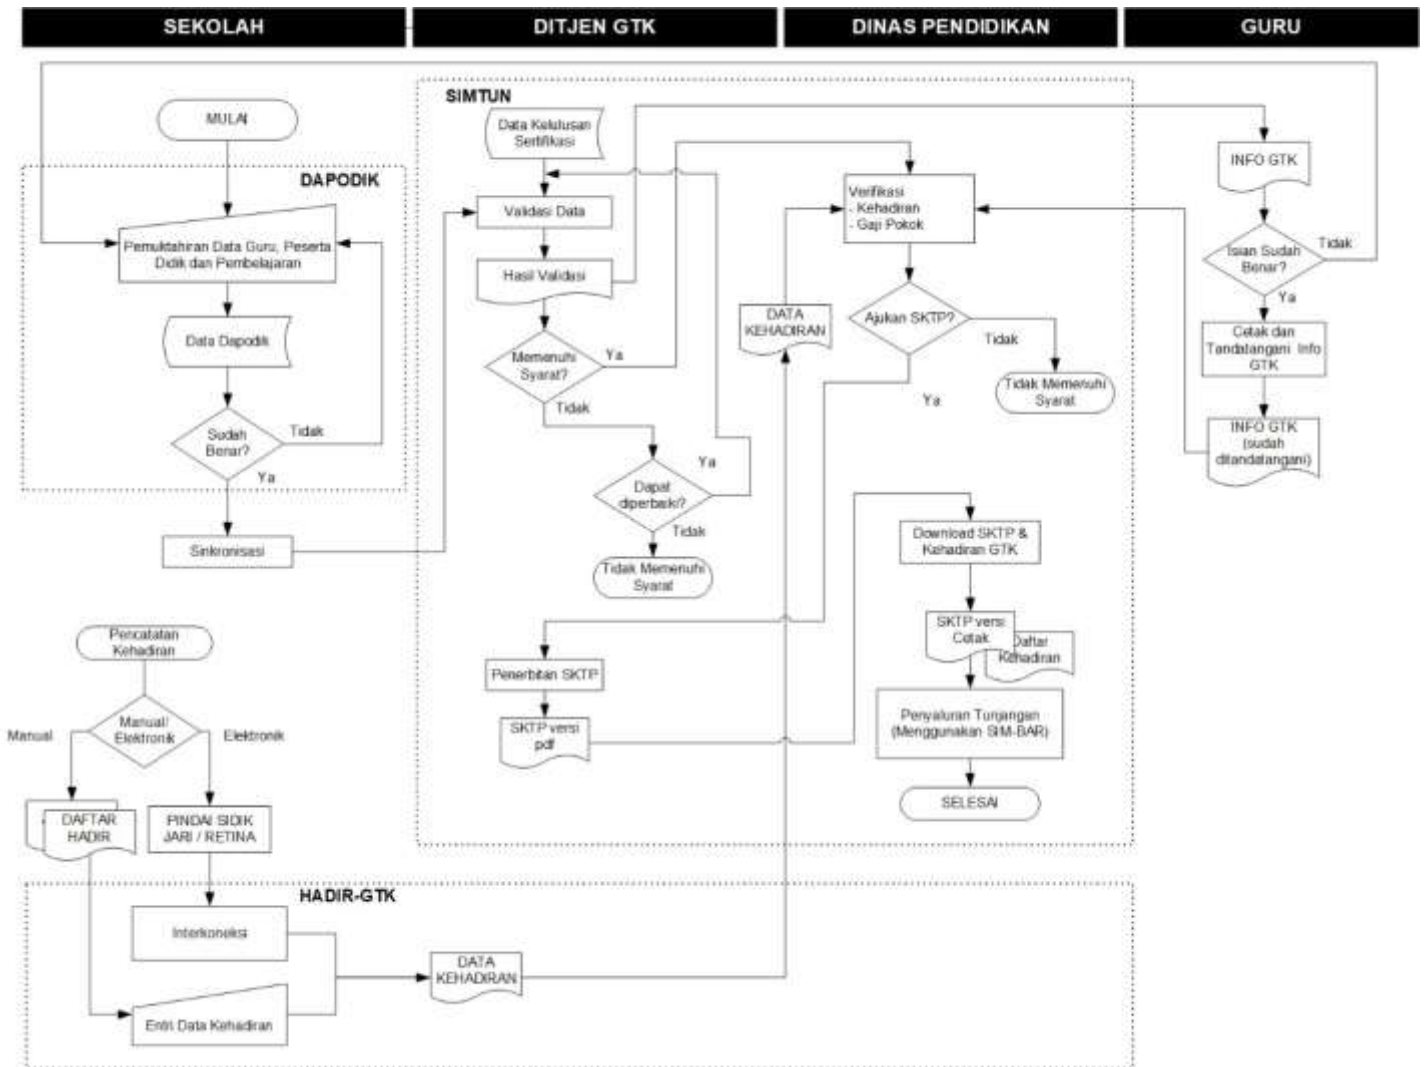 SEKOLAH
DITJEN GTK
DINAS PENDIDIKAN
GURU
SIMTUN
MULAI
Data Kelulusan
Sertifikasi
INFO GTK
DAPODIK
Verifikasi
- Kehadiran
- Gaji Pokok
Validasi Data
Pemuktahiran Data Guru, Peserta
Didik dan Pembelajaran
Isian Sudah
Benar?
Tidak
Hasil Validasi
Ya
DATA
KEHADIRAN
Ajukan SKTP?
Tidak
Data Dapodik
Memenuhi
Syarat?
Ya
Cetak dan
Tandatangani Info
GTK
Tidak Memenuhi
Syarat
Tidak
Ya
Sudah
Benar?
Tidak
Ya
INFO GTK
(sudah
ditandatangani)
Ya
Dapat
diperbaiki?
Tidak
Sinkronisasi
Download SKTP &
Kehadiran GTK
Tidak Memenuhi
Syarat
Pencatatan
Kehadiran
SKTP versi
Cetak
Daftar
Kehadiran
Penerbitan SKTP
Manual/
Elektronik
Manual
Elektronik
SKTP versi
pdf
Penyaluran Tunjangan
(Menggunakan SIM-BAR)
SELESAI
DAFTAR
HADIR
PINDAI SIDIK
JARI / RETINA
HADIR-GTK
Interkoneksi
DATA
KEHADIRAN
Entri Data Kehadiran